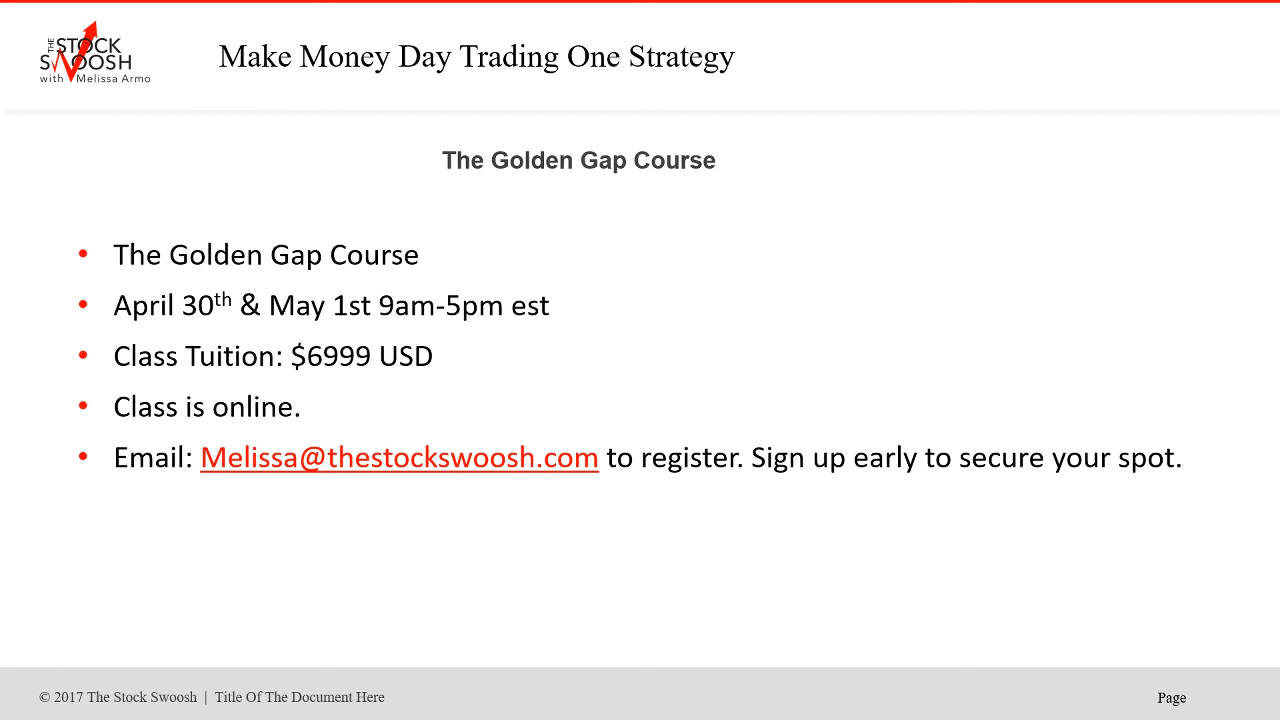 THE STOCK
SWOOSH
with Melissa Armo
Make Money Day Trading One Strategy
The Golden Gap Course
• The Golden Gap Course
• April 30th & May 1st 9am-5pm est
• Class Tuition: $6999 USD
• Class is online.
• Email: Melissa@thestockswoosh.com to register. Sign up early to secure your spot.
© 2017 The Stock Swoosh | Title Of The Document Here
Page